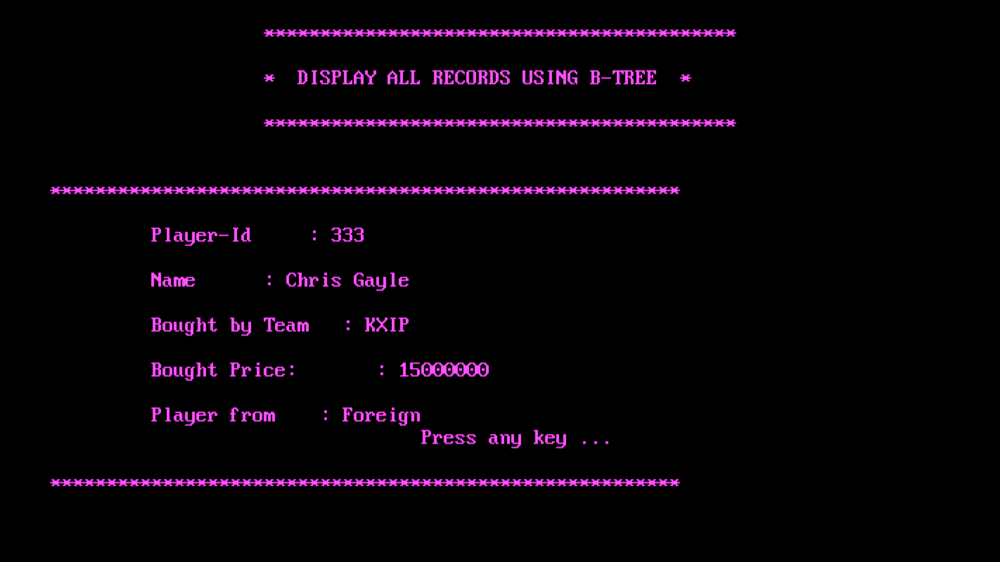 ******************************************
*  DISPLAY ALL RECORDS USING B-TREE  *
******************************************
********************************************************
Player-Id     : 333
Name      : Chris Gayle
Bought by Team   : KXIP
Bought Price:       : 15000000
Player from    : Foreign
Press any key ...
********************************************************